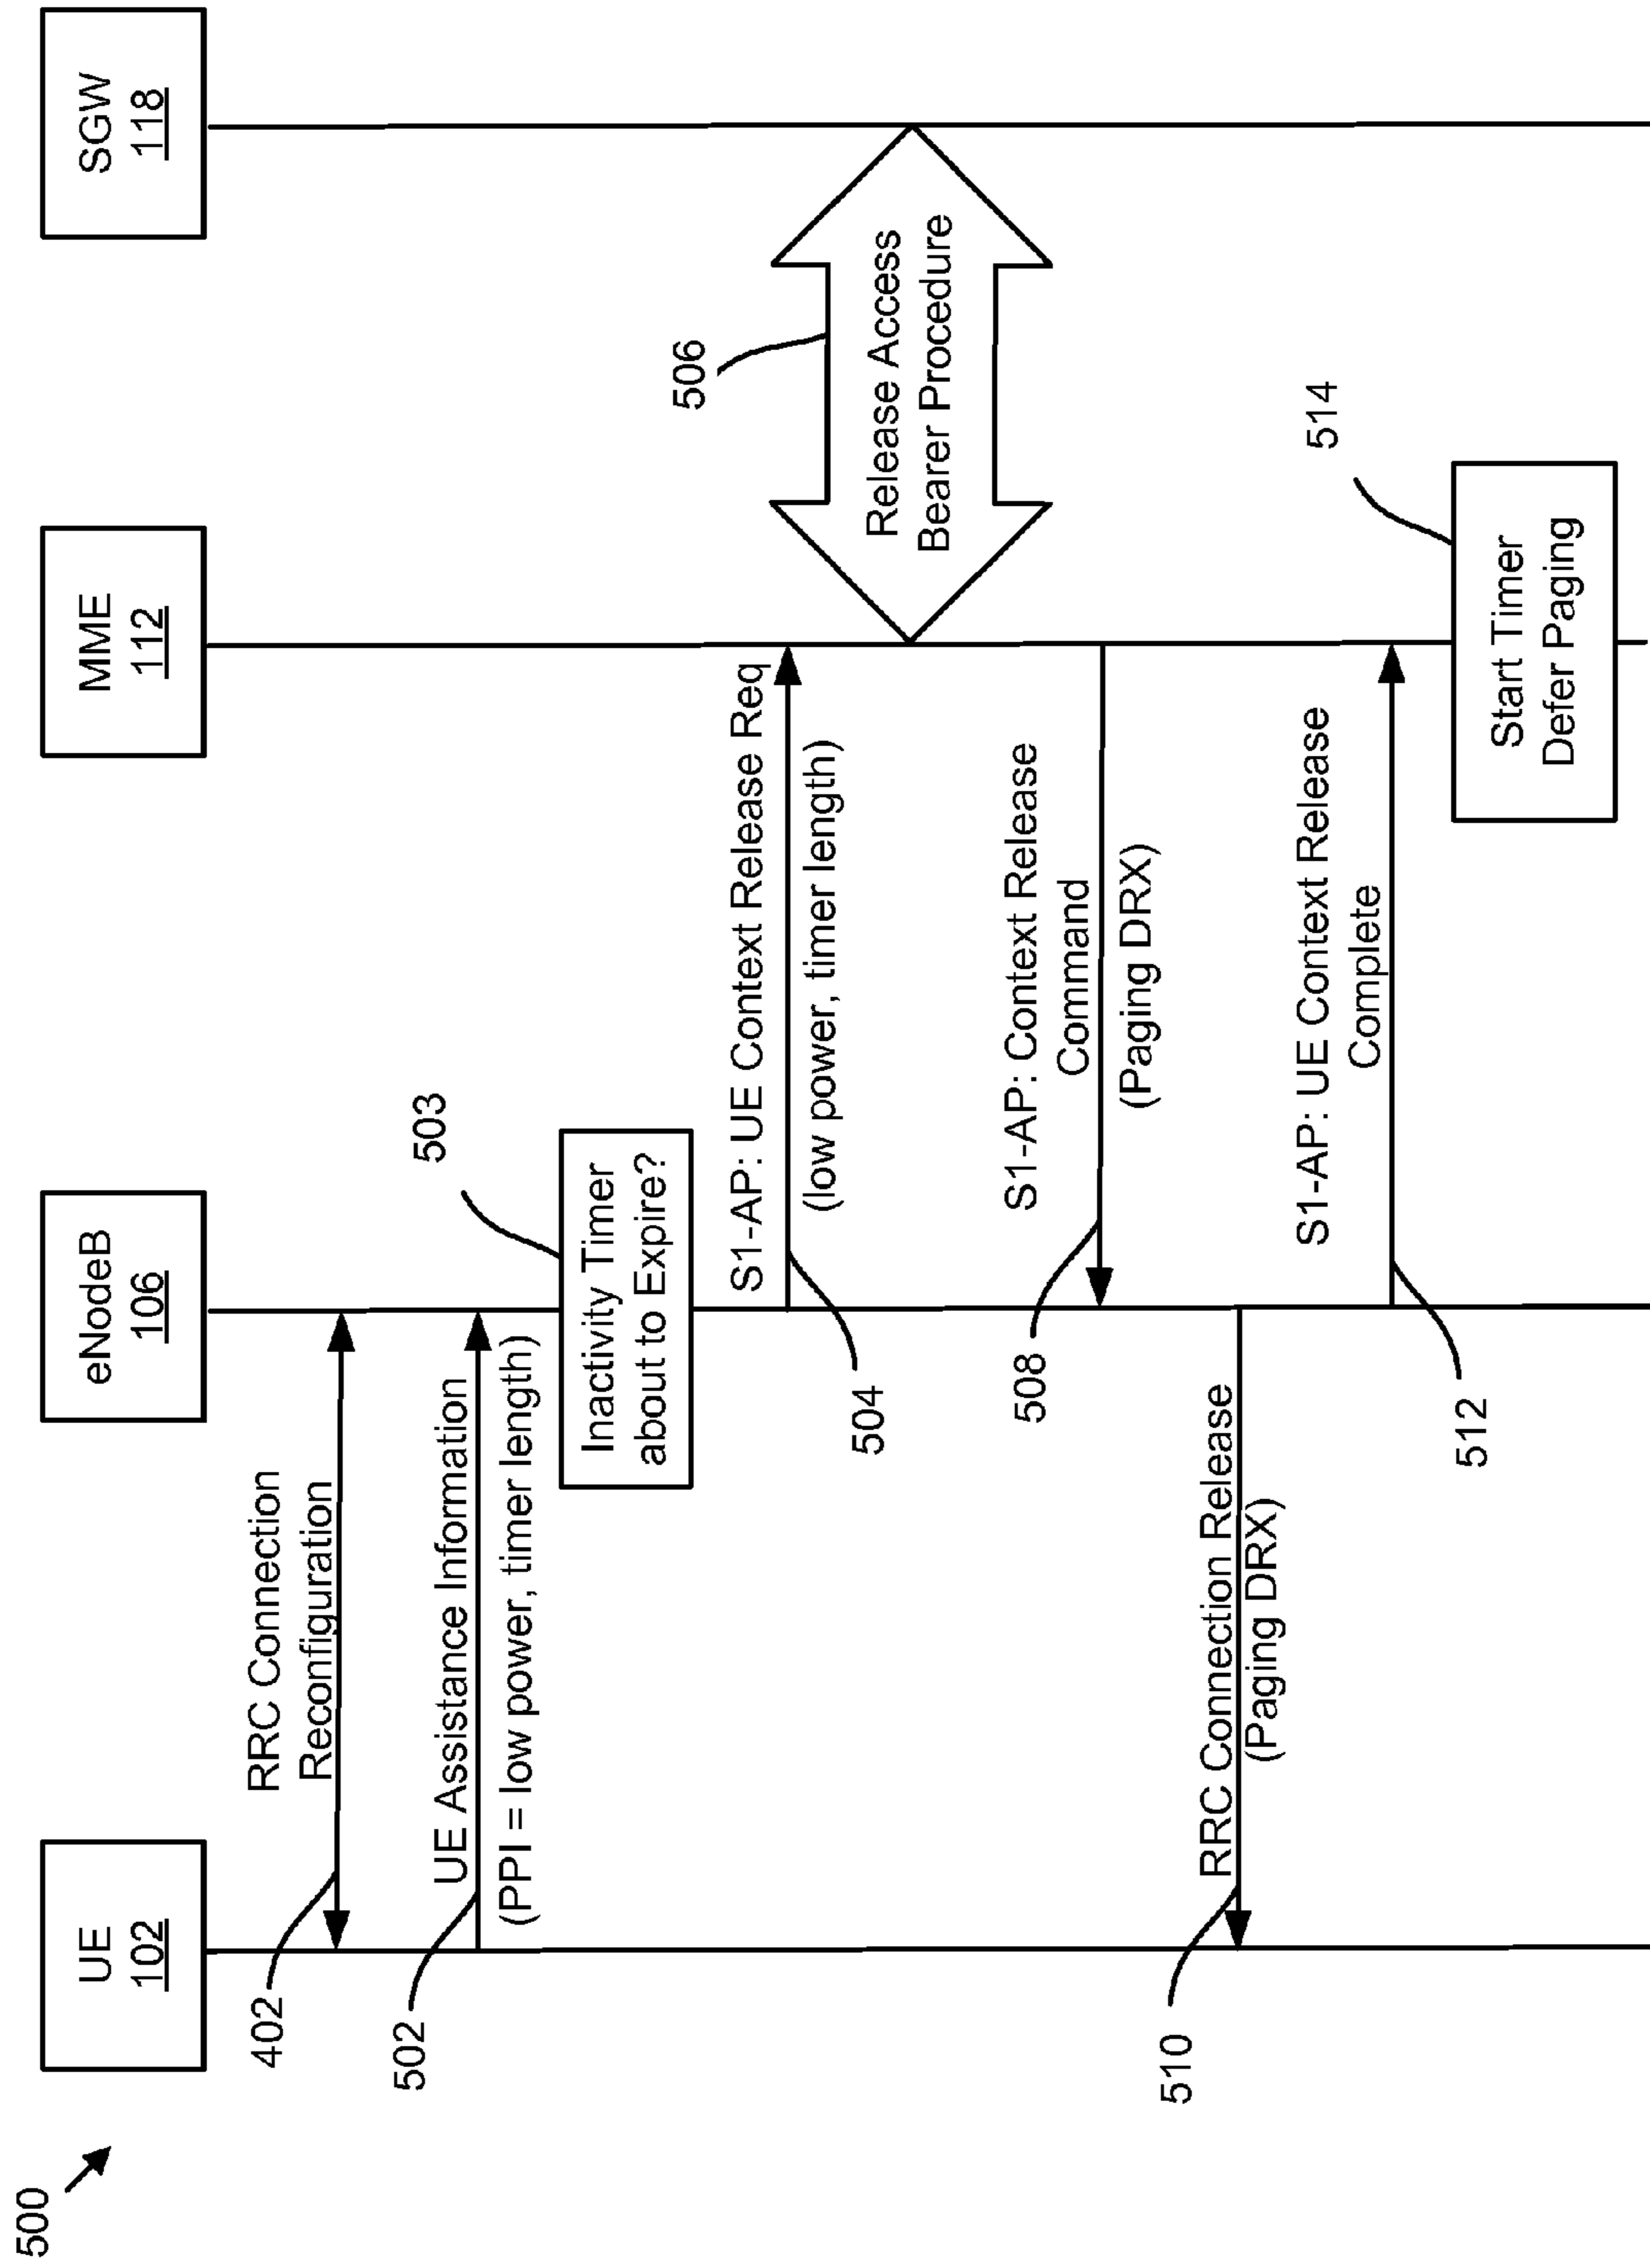 500
UE
102
eNodeB
106
MME
112
SGW
118
402
RRC Connection
Reconfiguration
502
UE Assistance Information
(PPI = low power, timer length)
503
Inactivity Timer
about to Expire?
S1-AP: UE Context Release Req
(low power, timer length)
504
506
Release Access
Bearer Procedure
S1-AP: Context Release
Command
(Paging DRX)
508
510
RRC Connection Release
(Paging DRX)
S1-AP: UE Context Release
Complete
512
514
Start Timer
Defer Paging